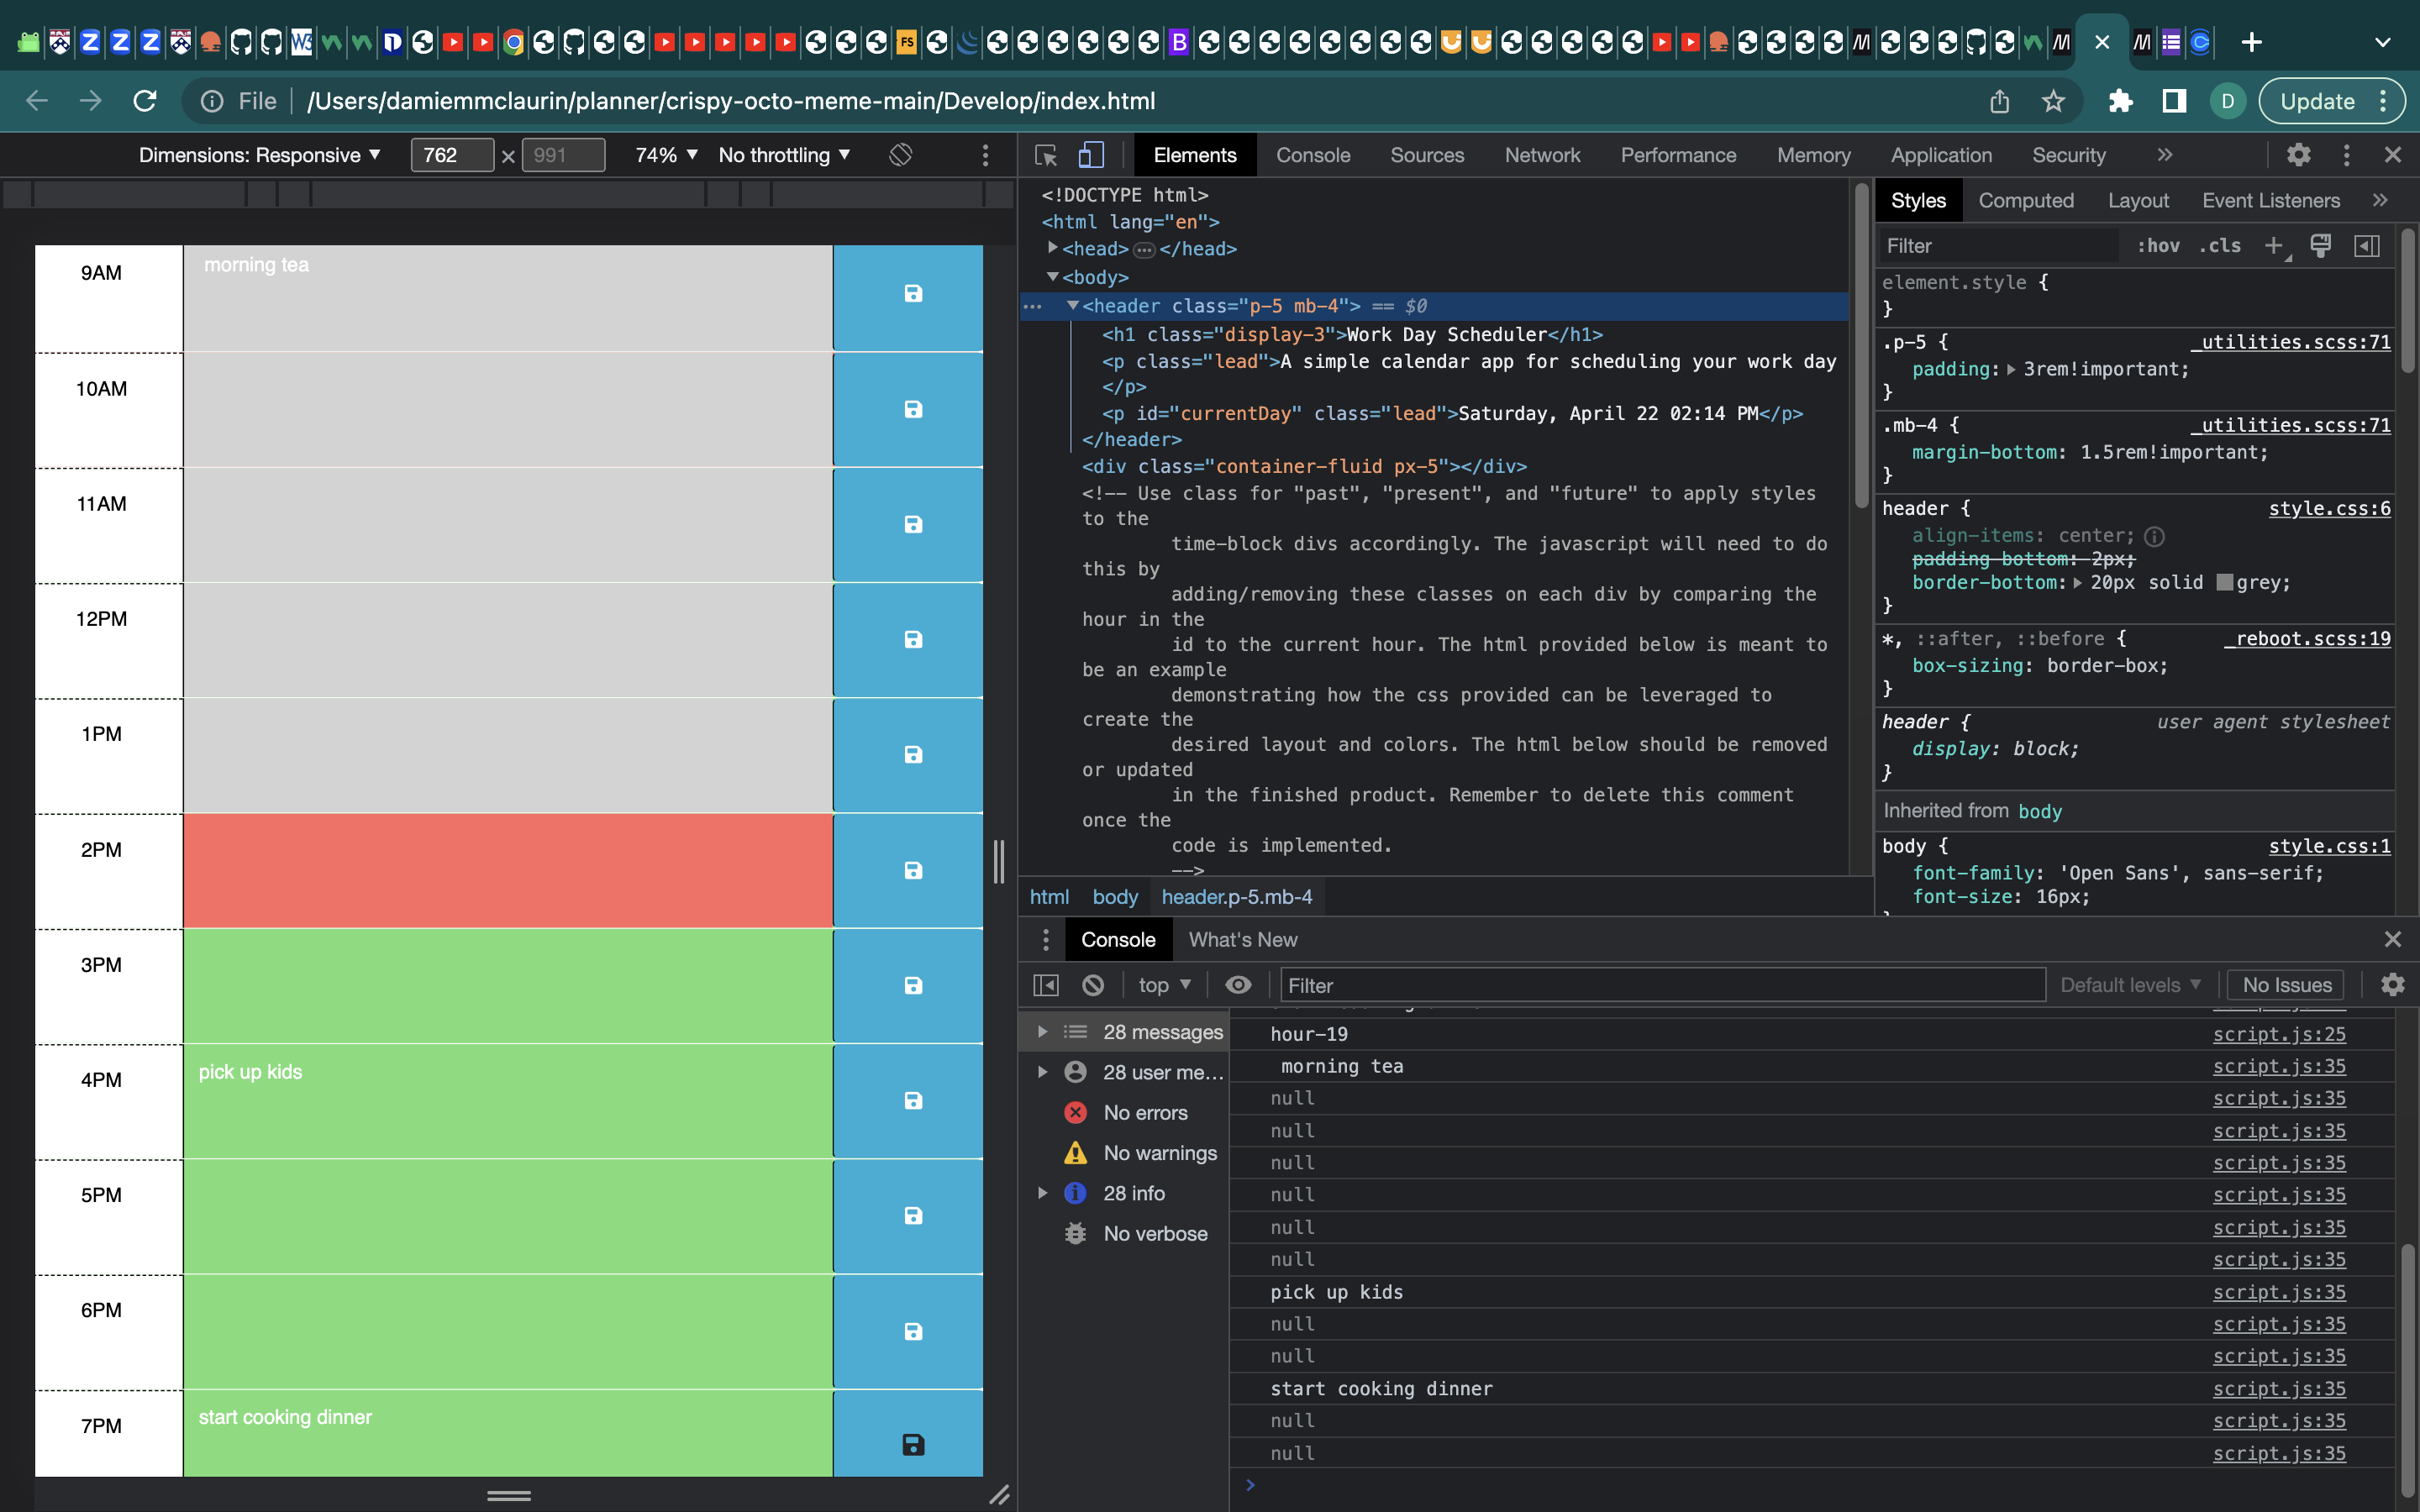 File /Users/damiemmclaurin/planner/crispy-octo-meme-main/Develop/index.html
D Update
Dimensions: Responsive 762 × 991 74% No throttling
Elements Console Sources Network Performance Memory Application Security
9AM morning tea
10AM
11AM
12PM
1PM
2PM
3PM
4PM pick up kids
5PM
6PM
7PM start cooking dinner
<!DOCTYPE html>
<html lang="en">
<head>…</head>
<body>
<header class="p-5 mb-4"> == $0
<h1 class="display-3">Work Day Scheduler</h1>
<p class="lead">A simple calendar app for scheduling your work day
</p>
<p id="currentDay" class="lead">Saturday, April 22 02:14 PM</p>
</header>
<div class="container-fluid px-5"></div>
<!-- Use class for "past", "present", and "future" to apply styles
to the
time-block divs accordingly. The javascript will need to do
this by
adding/removing these classes on each div by comparing the
hour in the
id to the current hour. The html provided below is meant to
be an example
demonstrating how the css provided can be leveraged to
create the
desired layout and colors. The html below should be removed
or updated
in the finished product. Remember to delete this comment
once the
code is implemented.
-->
html body header.p-5.mb-4
Styles Computed Layout Event Listeners
Filter :hov .cls
element.style {
}
.p-5 { _utilities.scss:71
padding: 3rem!important;
}
.mb-4 { _utilities.scss:71
margin-bottom: 1.5rem!important;
}
header { style.css:6
align-items: center;
padding-bottom: 2px;
border-bottom: 20px solid grey;
}
*, ::after, ::before { _reboot.scss:19
box-sizing: border-box;
}
header { user agent stylesheet
display: block;
}
Inherited from body
body { style.css:1
font-family: 'Open Sans', sans-serif;
font-size: 16px;
Console What's New
top Filter Default levels No Issues
28 messages
28 user me…
No errors
No warnings
28 info
No verbose
hour-19 script.js:25
morning tea script.js:35
null script.js:35
null script.js:35
null script.js:35
null script.js:35
null script.js:35
null script.js:35
pick up kids script.js:35
null script.js:35
null script.js:35
start cooking dinner script.js:35
null script.js:35
null script.js:35